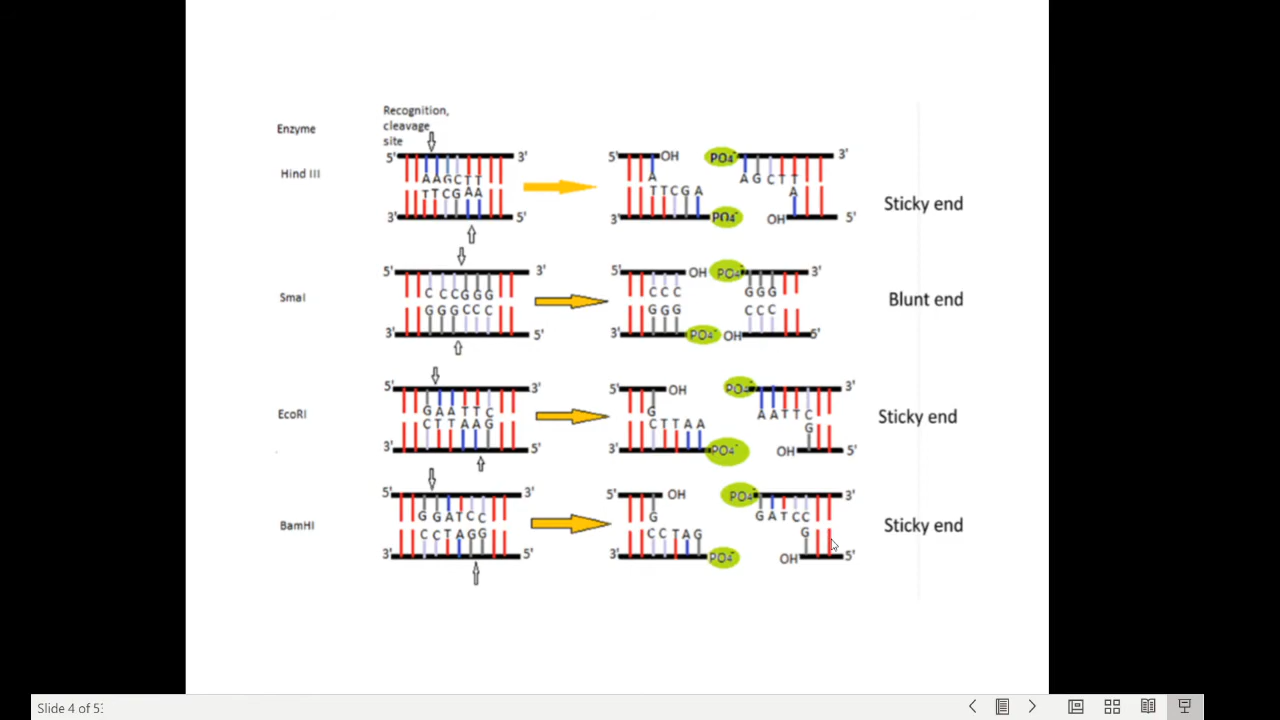 Recognition,
Enzyme cleavage
site
5' 3' 5' OH PO4- 3'
Hind III
AAGCTT A AGCTT
TTCGAA TTCGA A
3' 5' 3' PO4- OH 5'
Sticky end
5' 3' 5' OH PO4- 3'
SmaI
CCCGGG CCC GGG
GGGCCC GGG CCC
Blunt end
3' 5' 3' PO4- OH 5'
5' 3' 5' OH PO4- 3'
EcoRI
GAATTC G AATTC
CTTAAG CTTAA G
Sticky end
3' 5' 3' PO4- OH 5'
5' 3' 5' OH PO4- 3'
GGATCC G GATCC
BamHI
CCTAGG CCTAG G
Sticky end
3' 5' 3' PO4- OH 5'
Slide 4 of 5